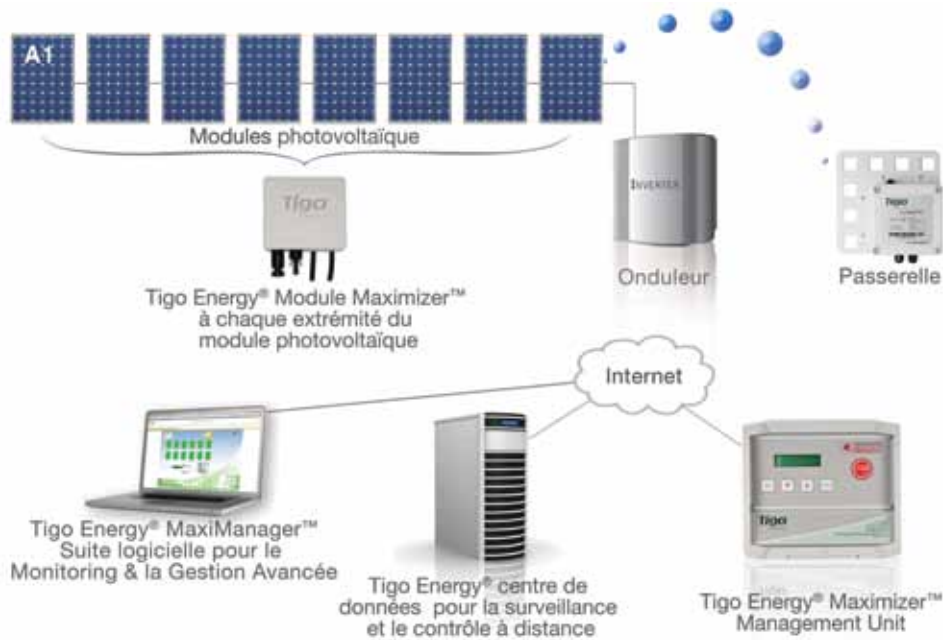 A1
Modules photovoltaïque
Tigo
INVERTER
Tigo
Onduleur
Passerelle
Tigo Energy® Module Maximizer™
à chaque extrémité du
module photovoltaïque
Internet
Tigo
Tigo Energy® MaxiManager™
Suite logicielle pour le
Monitoring & la Gestion Avancée
Tigo Energy® centre de
données pour la surveillance
et le contrôle à distance
Tigo Energy® Maximizer™
Management Unit